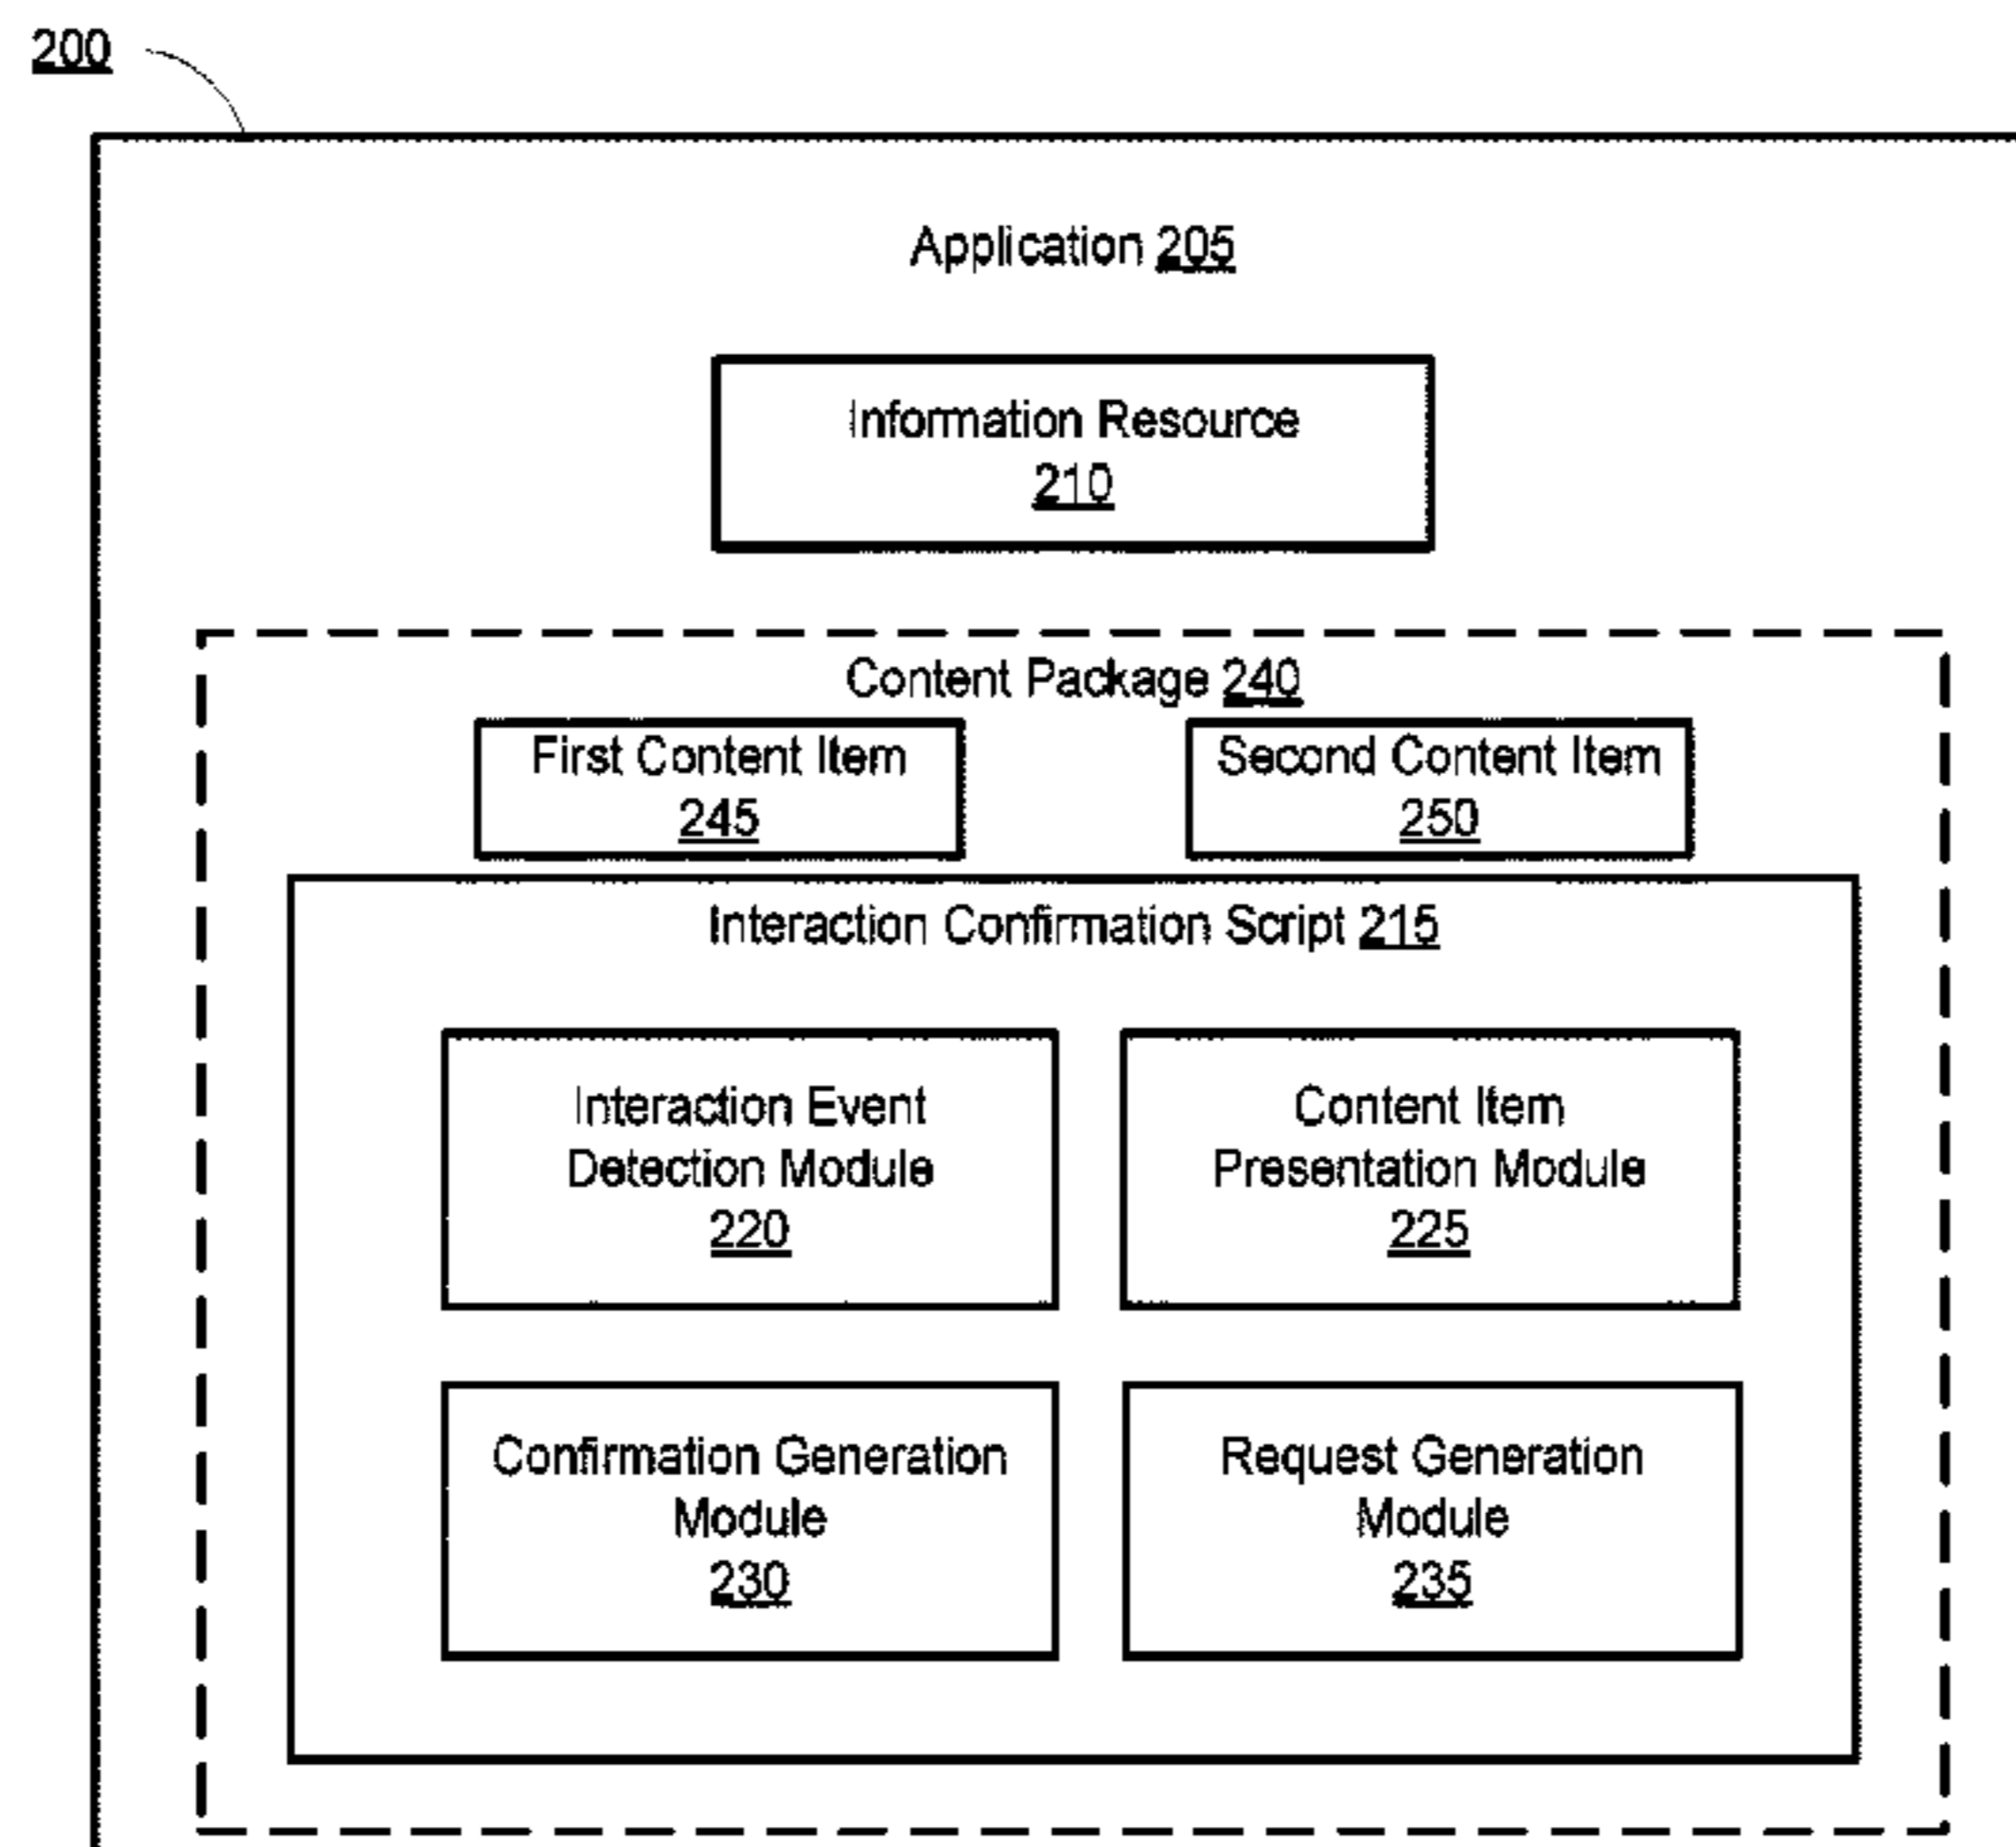 200
Application 205
Information Resource
210
Content Package 240
First Content Item
245
Second Content Item
250
Interaction Confirmation Script 215
Interaction Event
Detection Module
220
Content Item
Presentation Module
225
Confirmation Generation
Module
230
Request Generation
Module
235